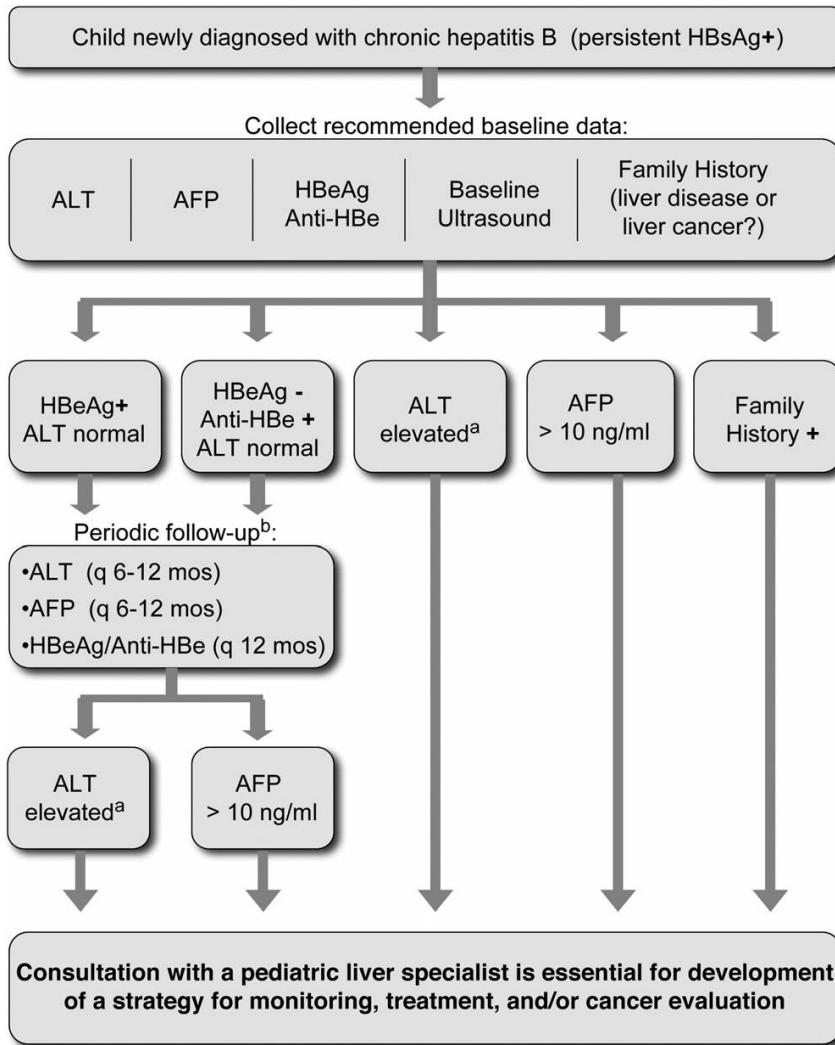 Child newly diagnosed with chronic hepatitis B (persistent HBsAg+)
Collect recommended baseline data:
ALT
AFP
HBeAg
Anti-HBe
Baseline
Ultrasound
Family History
(liver disease or
liver cancer?)
HBeAg+
ALT normal
HBeAg -
Anti-HBe +
ALT normal
ALT
elevatedᵃ
AFP
> 10 ng/ml
Family
History +
Periodic follow-upᵇ:
•ALT (q 6-12 mos)
•AFP (q 6-12 mos)
•HBeAg/Anti-HBe (q 12 mos)
ALT
elevatedᵃ
AFP
> 10 ng/ml
Consultation with a pediatric liver specialist is essential for development
of a strategy for monitoring, treatment, and/or cancer evaluation